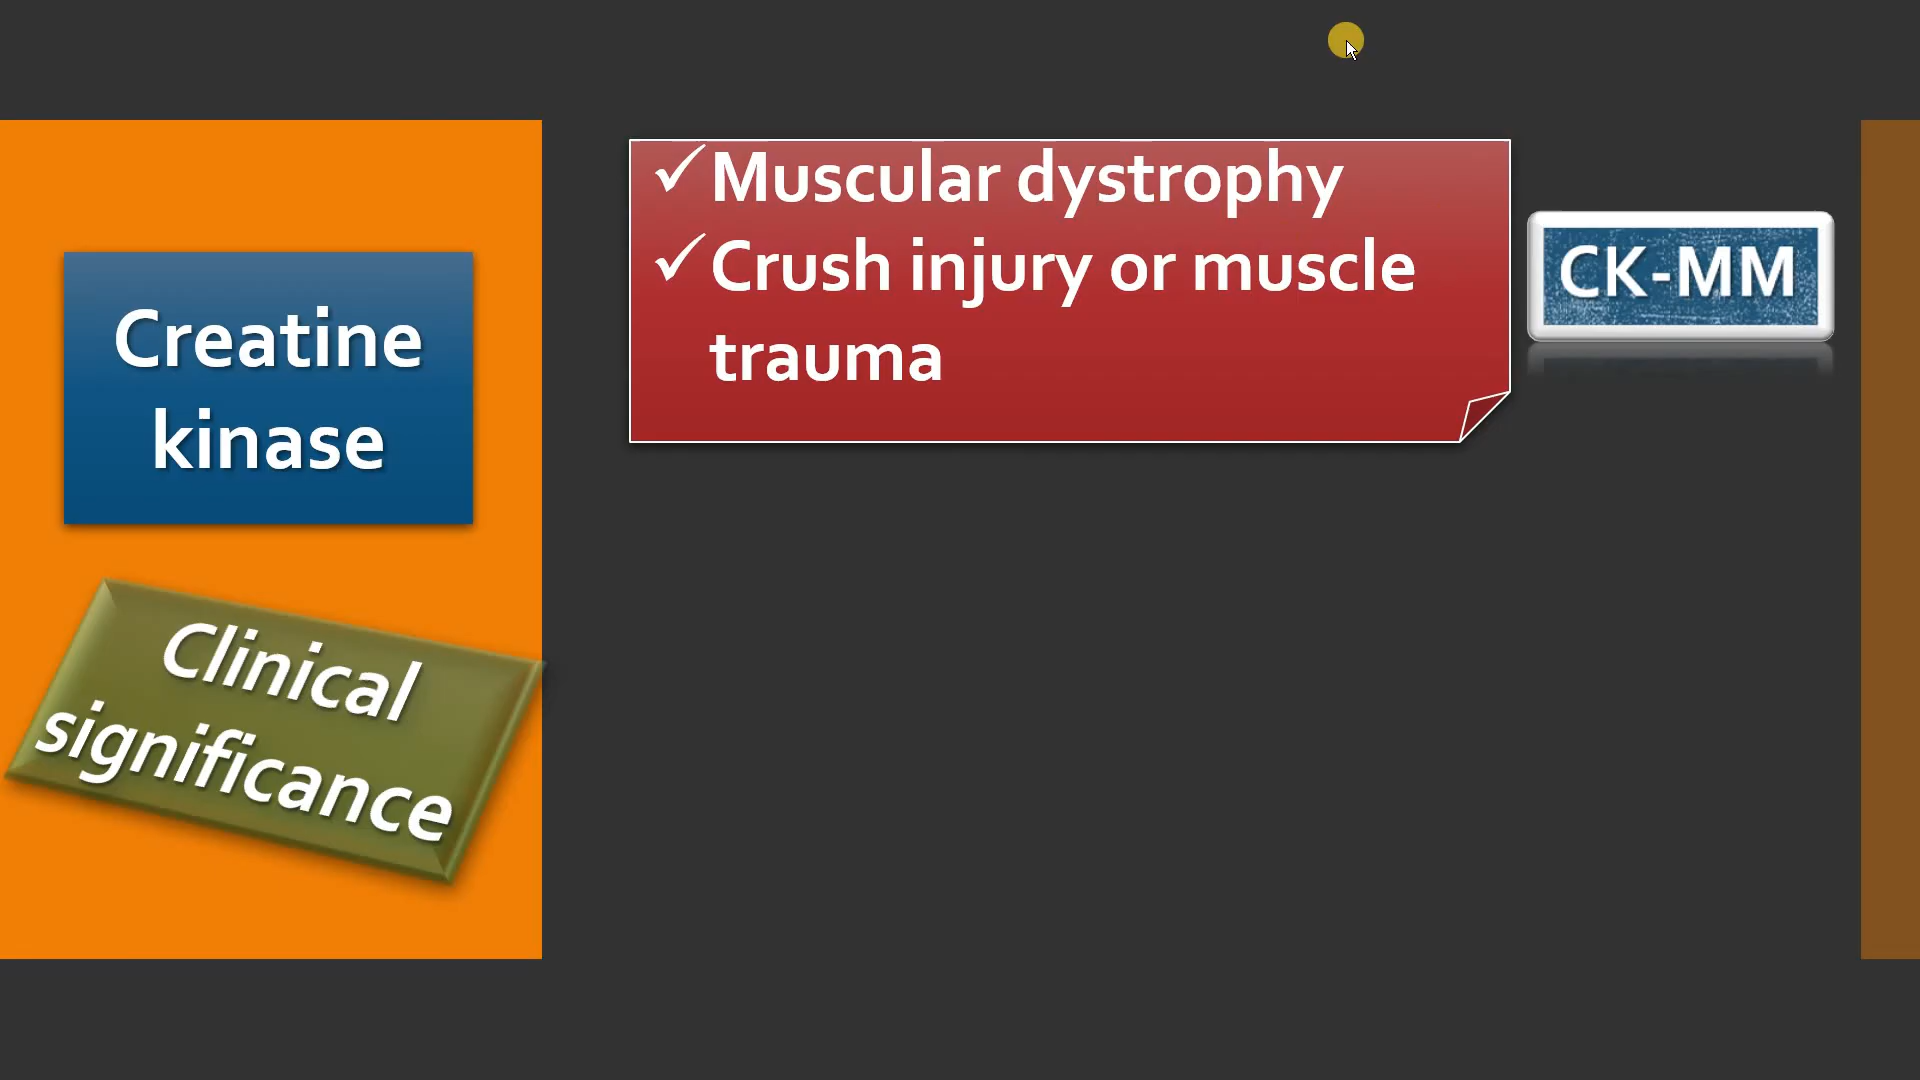 Creatine
kinase
Clinical
significance
✓Muscular dystrophy
✓Crush injury or muscle
trauma
CK-MM